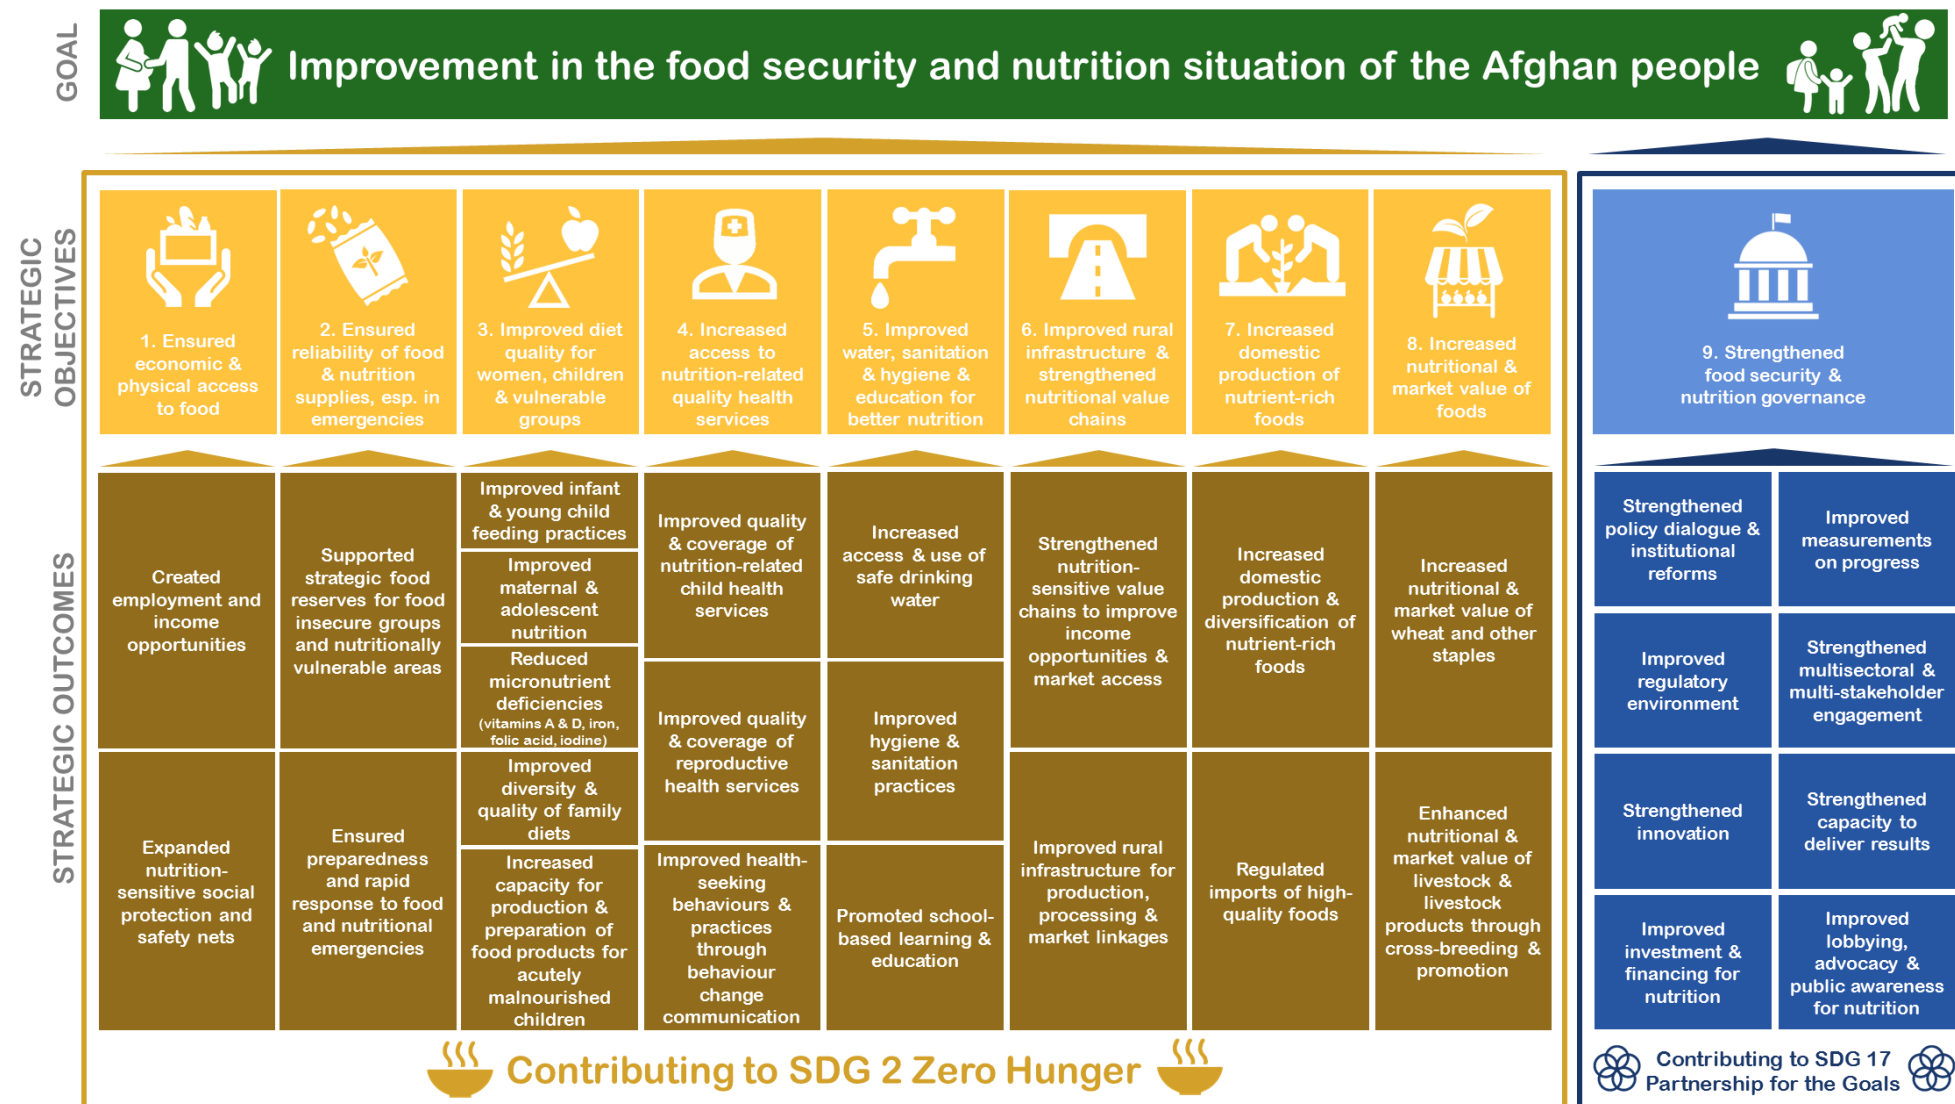 GOAL
Improvement in the food security and nutrition situation of the Afghan people
STRATEGIC
OBJECTIVES
1. Ensured
economic &
physical access
to food
2. Ensured
reliability of food
& nutrition
supplies, esp. in
emergencies
3. Improved diet
quality for
women, children
& vulnerable
groups
4. Increased
access to
nutrition-related
quality health
services
5. Improved
water, sanitation
& hygiene &
education for
better nutrition
6. Improved rural
infrastructure &
strengthened
nutritional value
chains
7. Increased
domestic
production of
nutrient-rich
foods
8. Increased
nutritional &
market value of
foods
9. Strengthened
food security &
nutrition governance
STRATEGIC OUTCOMES
Created
employment and
income
opportunities
Expanded
nutrition-
sensitive social
protection and
safety nets
Supported
strategic food
reserves for food
insecure groups
and nutritionally
vulnerable areas
Ensured
preparedness
and rapid
response to food
and nutritional
emergencies
Improved infant
& young child
feeding practices
Improved
maternal &
adolescent
nutrition
Reduced
micronutrient
deficiencies
(vitamins A & D, iron,
folic acid, iodine)
Improved
diversity &
quality of family
diets
Increased
capacity for
production &
preparation of
food products for
acutely
malnourished
children
Improved quality
& coverage of
nutrition-related
child health
services
Improved quality
& coverage of
reproductive
health services
Improved health-
seeking
behaviours &
practices
through
behaviour
change
communication
Increased
access & use of
safe drinking
water
Improved
hygiene &
sanitation
practices
Promoted school-
based learning &
education
Strengthened
nutrition-
sensitive value
chains to improve
income
opportunities &
market access
Improved rural
infrastructure for
production,
processing &
market linkages
Increased
domestic
production &
diversification of
nutrient-rich
foods
Regulated
imports of high-
quality foods
Increased
nutritional &
market value of
wheat and other
staples
Enhanced
nutritional &
market value of
livestock &
livestock
products through
cross-breeding &
promotion
Strengthened
policy dialogue &
institutional
reforms
Improved
measurements
on progress
Improved
regulatory
environment
Strengthened
multisectoral &
multi-stakeholder
engagement
Strengthened
innovation
Strengthened
capacity to
deliver results
Improved
investment &
financing for
nutrition
Improved
lobbying,
advocacy &
public awareness
for nutrition
Contributing to SDG 2 Zero Hunger
Contributing to SDG 17
Partnership for the Goals